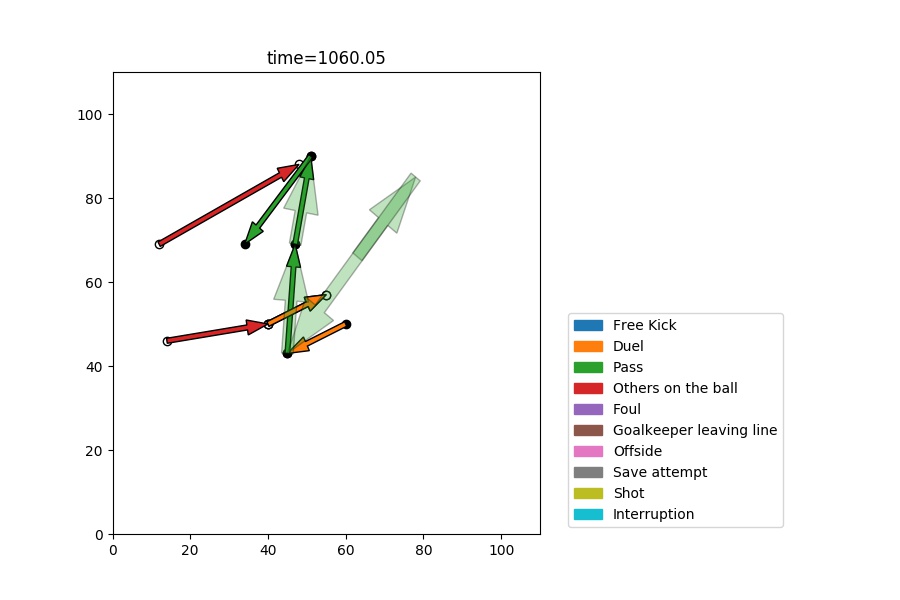 time=1060.05
100
80
60
40
20
0
0 20 40 60 80 100
Free Kick
Duel
Pass
Others on the ball
Foul
Goalkeeper leaving line
Offside
Save attempt
Shot
Interruption